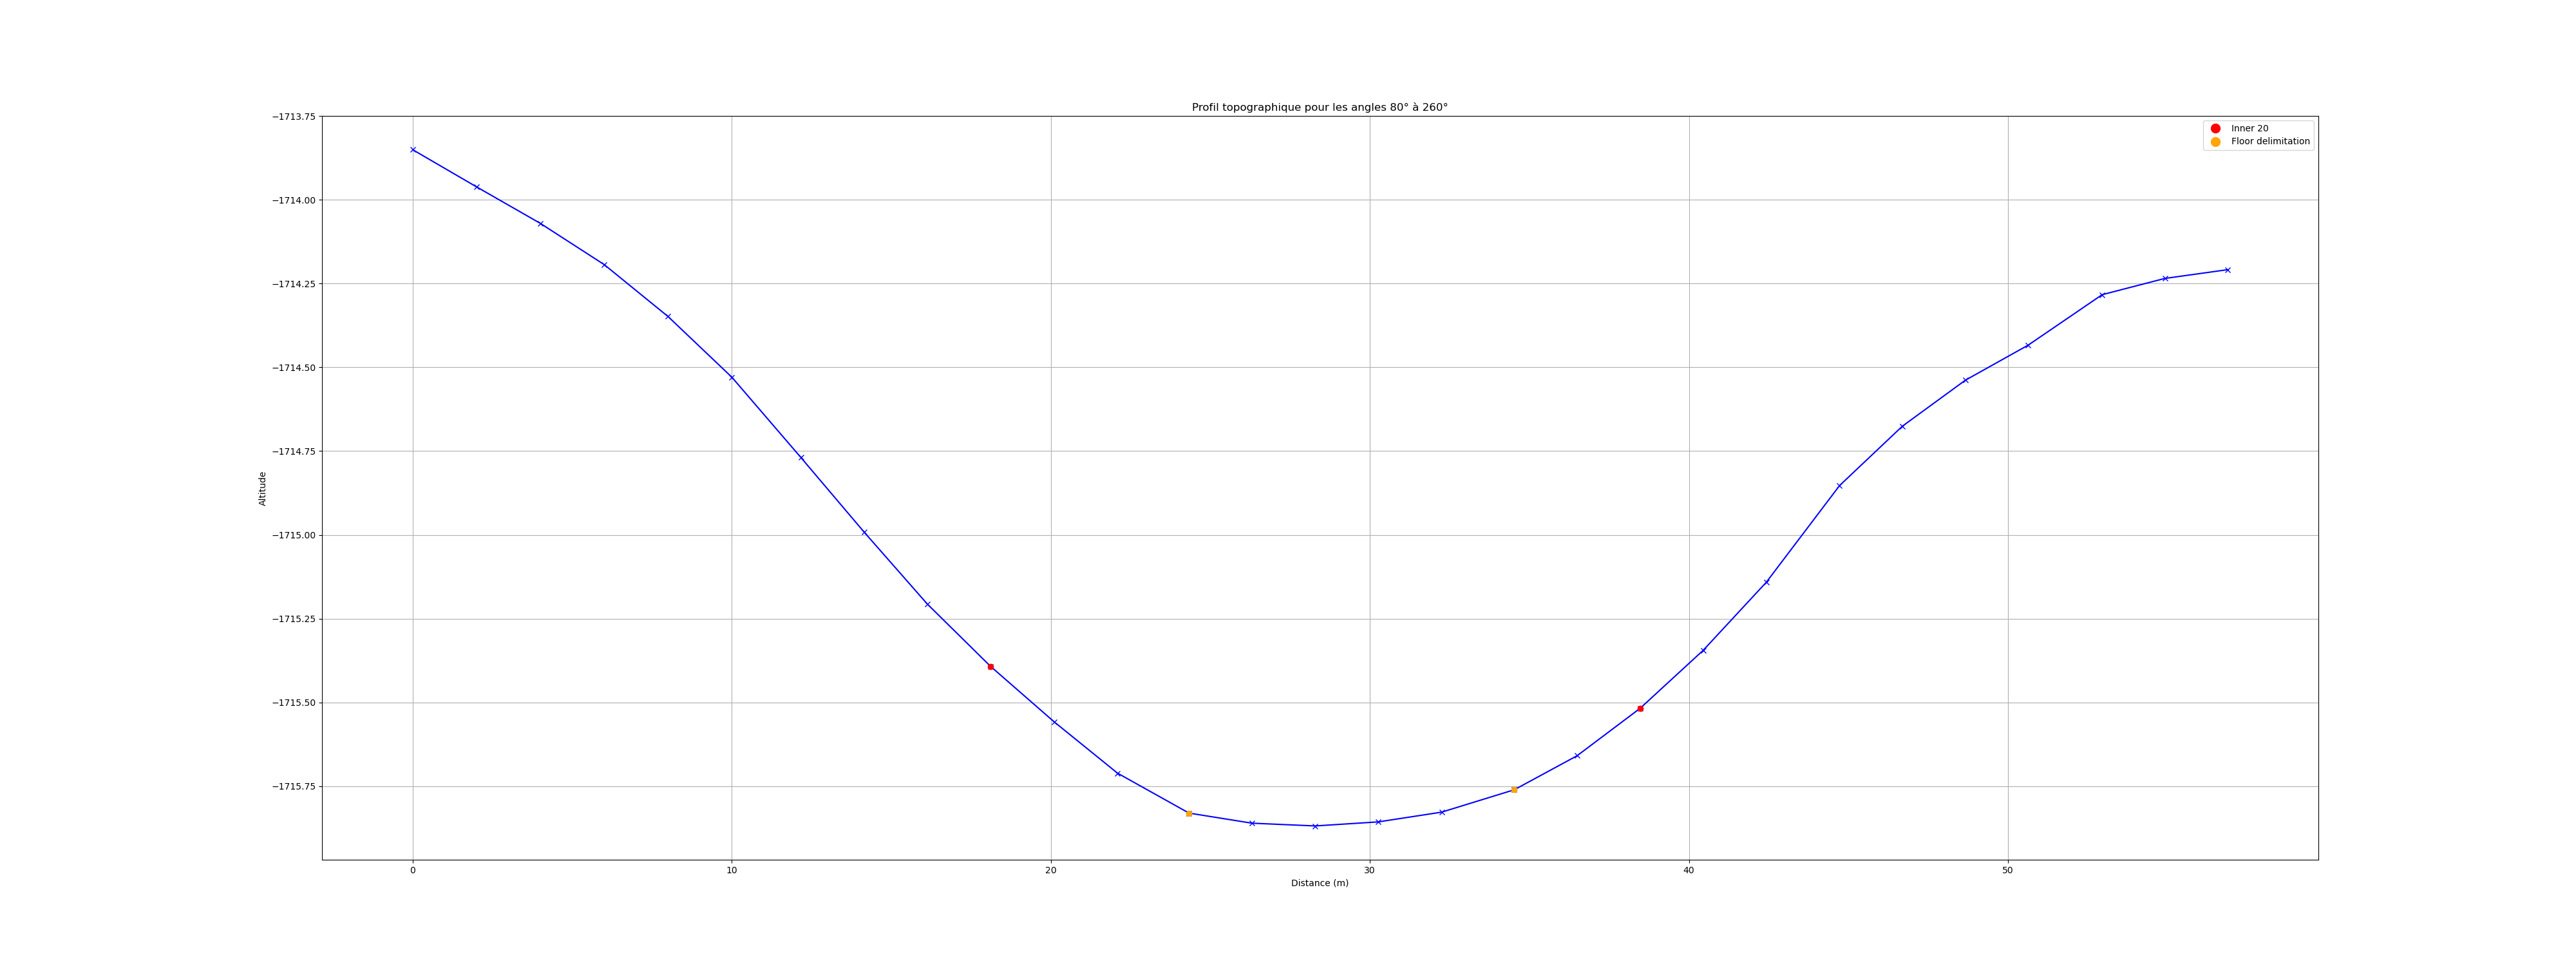 Profil topographique pour les angles 80° à 260°
Inner 20
Floor delimitation
Altitude
−1713.75
−1714.00
−1714.25
−1714.50
−1714.75
−1715.00
−1715.25
−1715.50
−1715.75
0 10 20 30 40 50
Distance (m)